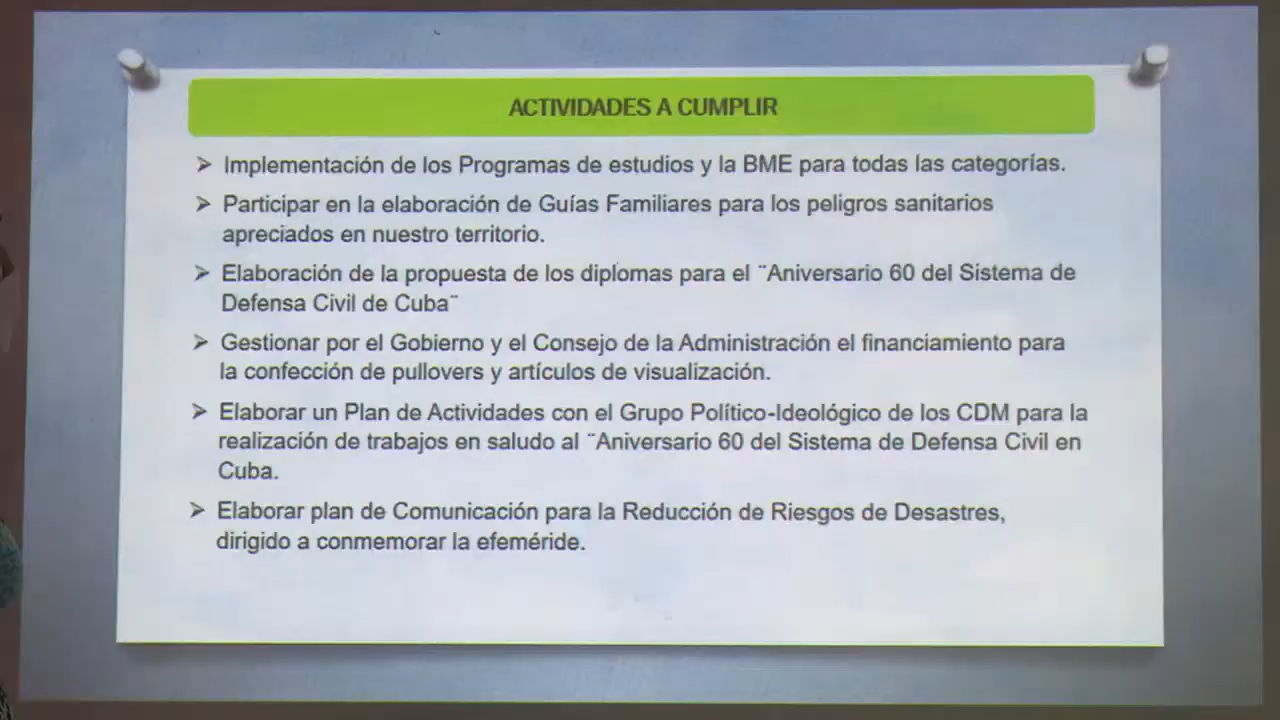 ACTIVIDADES A CUMPLIR
➢ Implementación de los Programas de estudios y la BME para todas las categorías.
➢ Participar en la elaboración de Guías Familiares para los peligros sanitarios
apreciados en nuestro territorio.
➢ Elaboración de la propuesta de los diplomas para el ¨Aniversario 60 del Sistema de
Defensa Civil de Cuba¨
➢ Gestionar por el Gobierno y el Consejo de la Administración el financiamiento para
la confección de pullovers y artículos de visualización.
➢ Elaborar un Plan de Actividades con el Grupo Político-Ideológico de los CDM para la
realización de trabajos en saludo al ¨Aniversario 60 del Sistema de Defensa Civil en
Cuba.
➢ Elaborar plan de Comunicación para la Reducción de Riesgos de Desastres,
dirigido a conmemorar la efeméride.